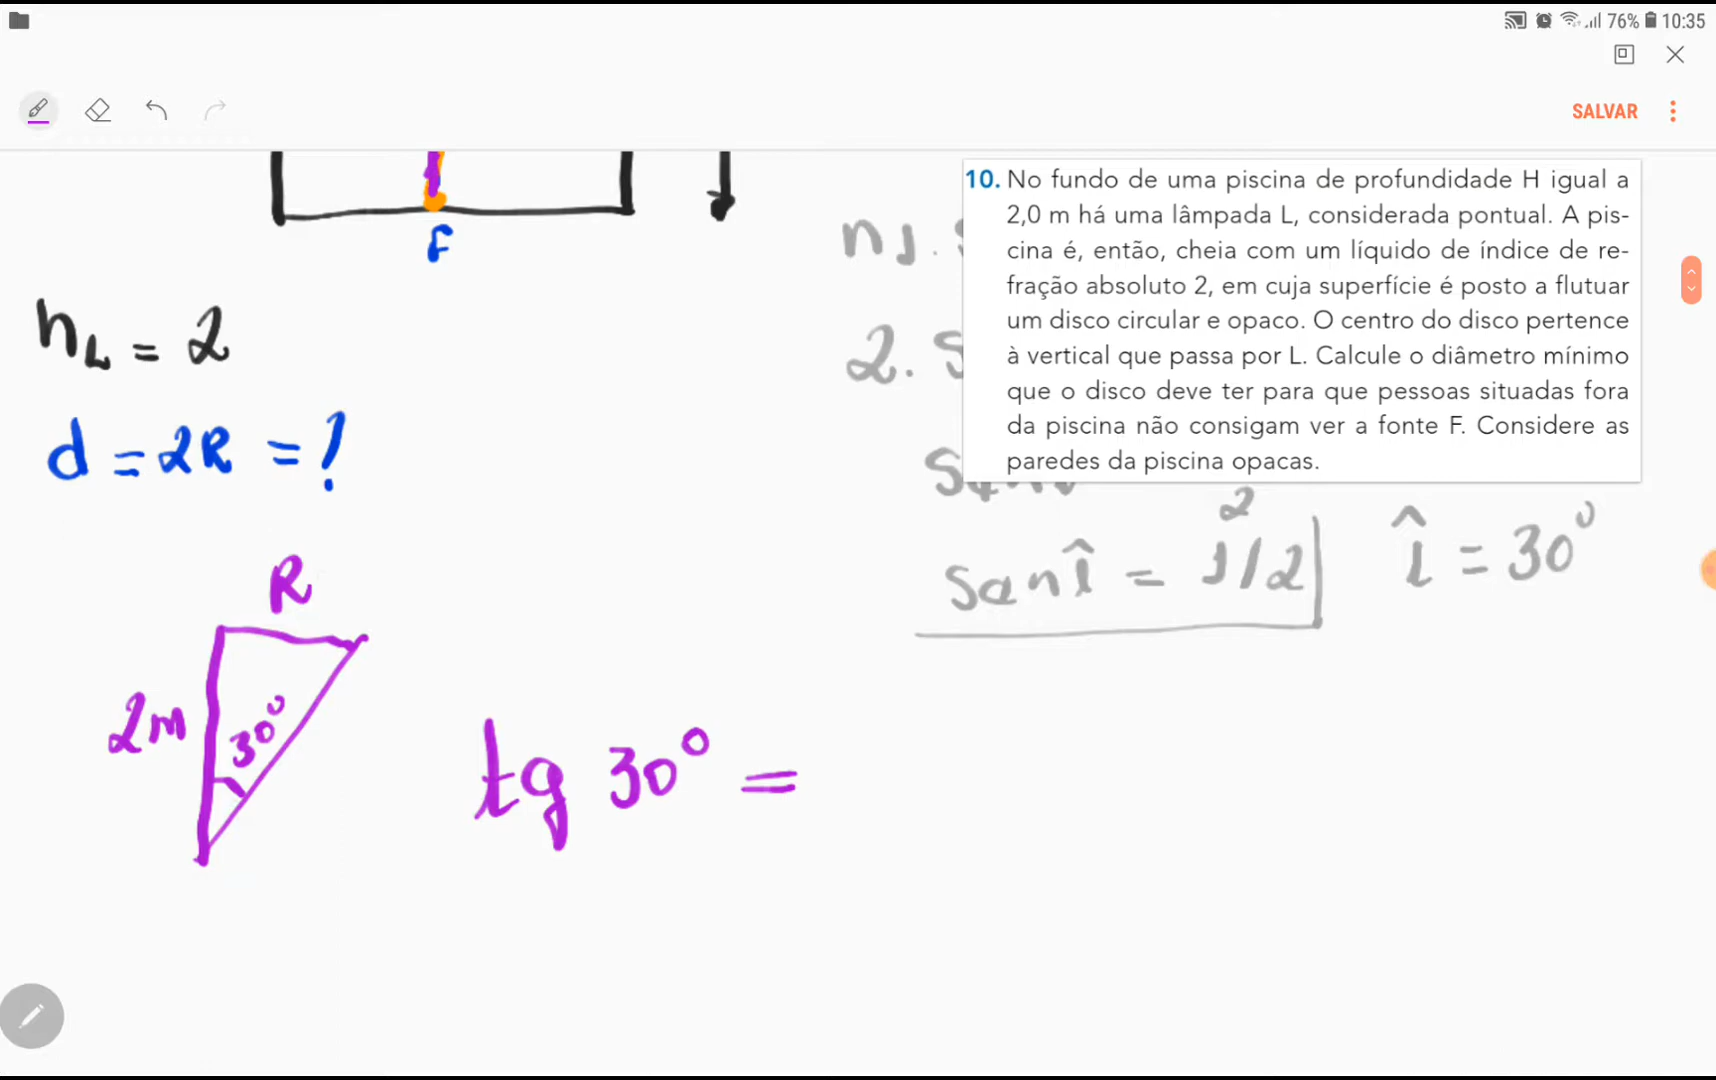 76% 10:35
SALVAR
F
10. No fundo de uma piscina de profundidade H igual a
2,0 m há uma lâmpada L, considerada pontual. A pis-
cina é, então, cheia com um líquido de índice de re-
fração absoluto 2, em cuja superfície é posto a flutuar
um disco circular e opaco. O centro do disco pertence
à vertical que passa por L. Calcule o diâmetro mínimo
que o disco deve ter para que pessoas situadas fora
da piscina não consigam ver a fonte F. Considere as
paredes da piscina opacas.
n1 .
2. S
nL = 2
d = 2R = ?
2
sen î = 1/2
î = 30°
R
2m
30°
tg 30° =